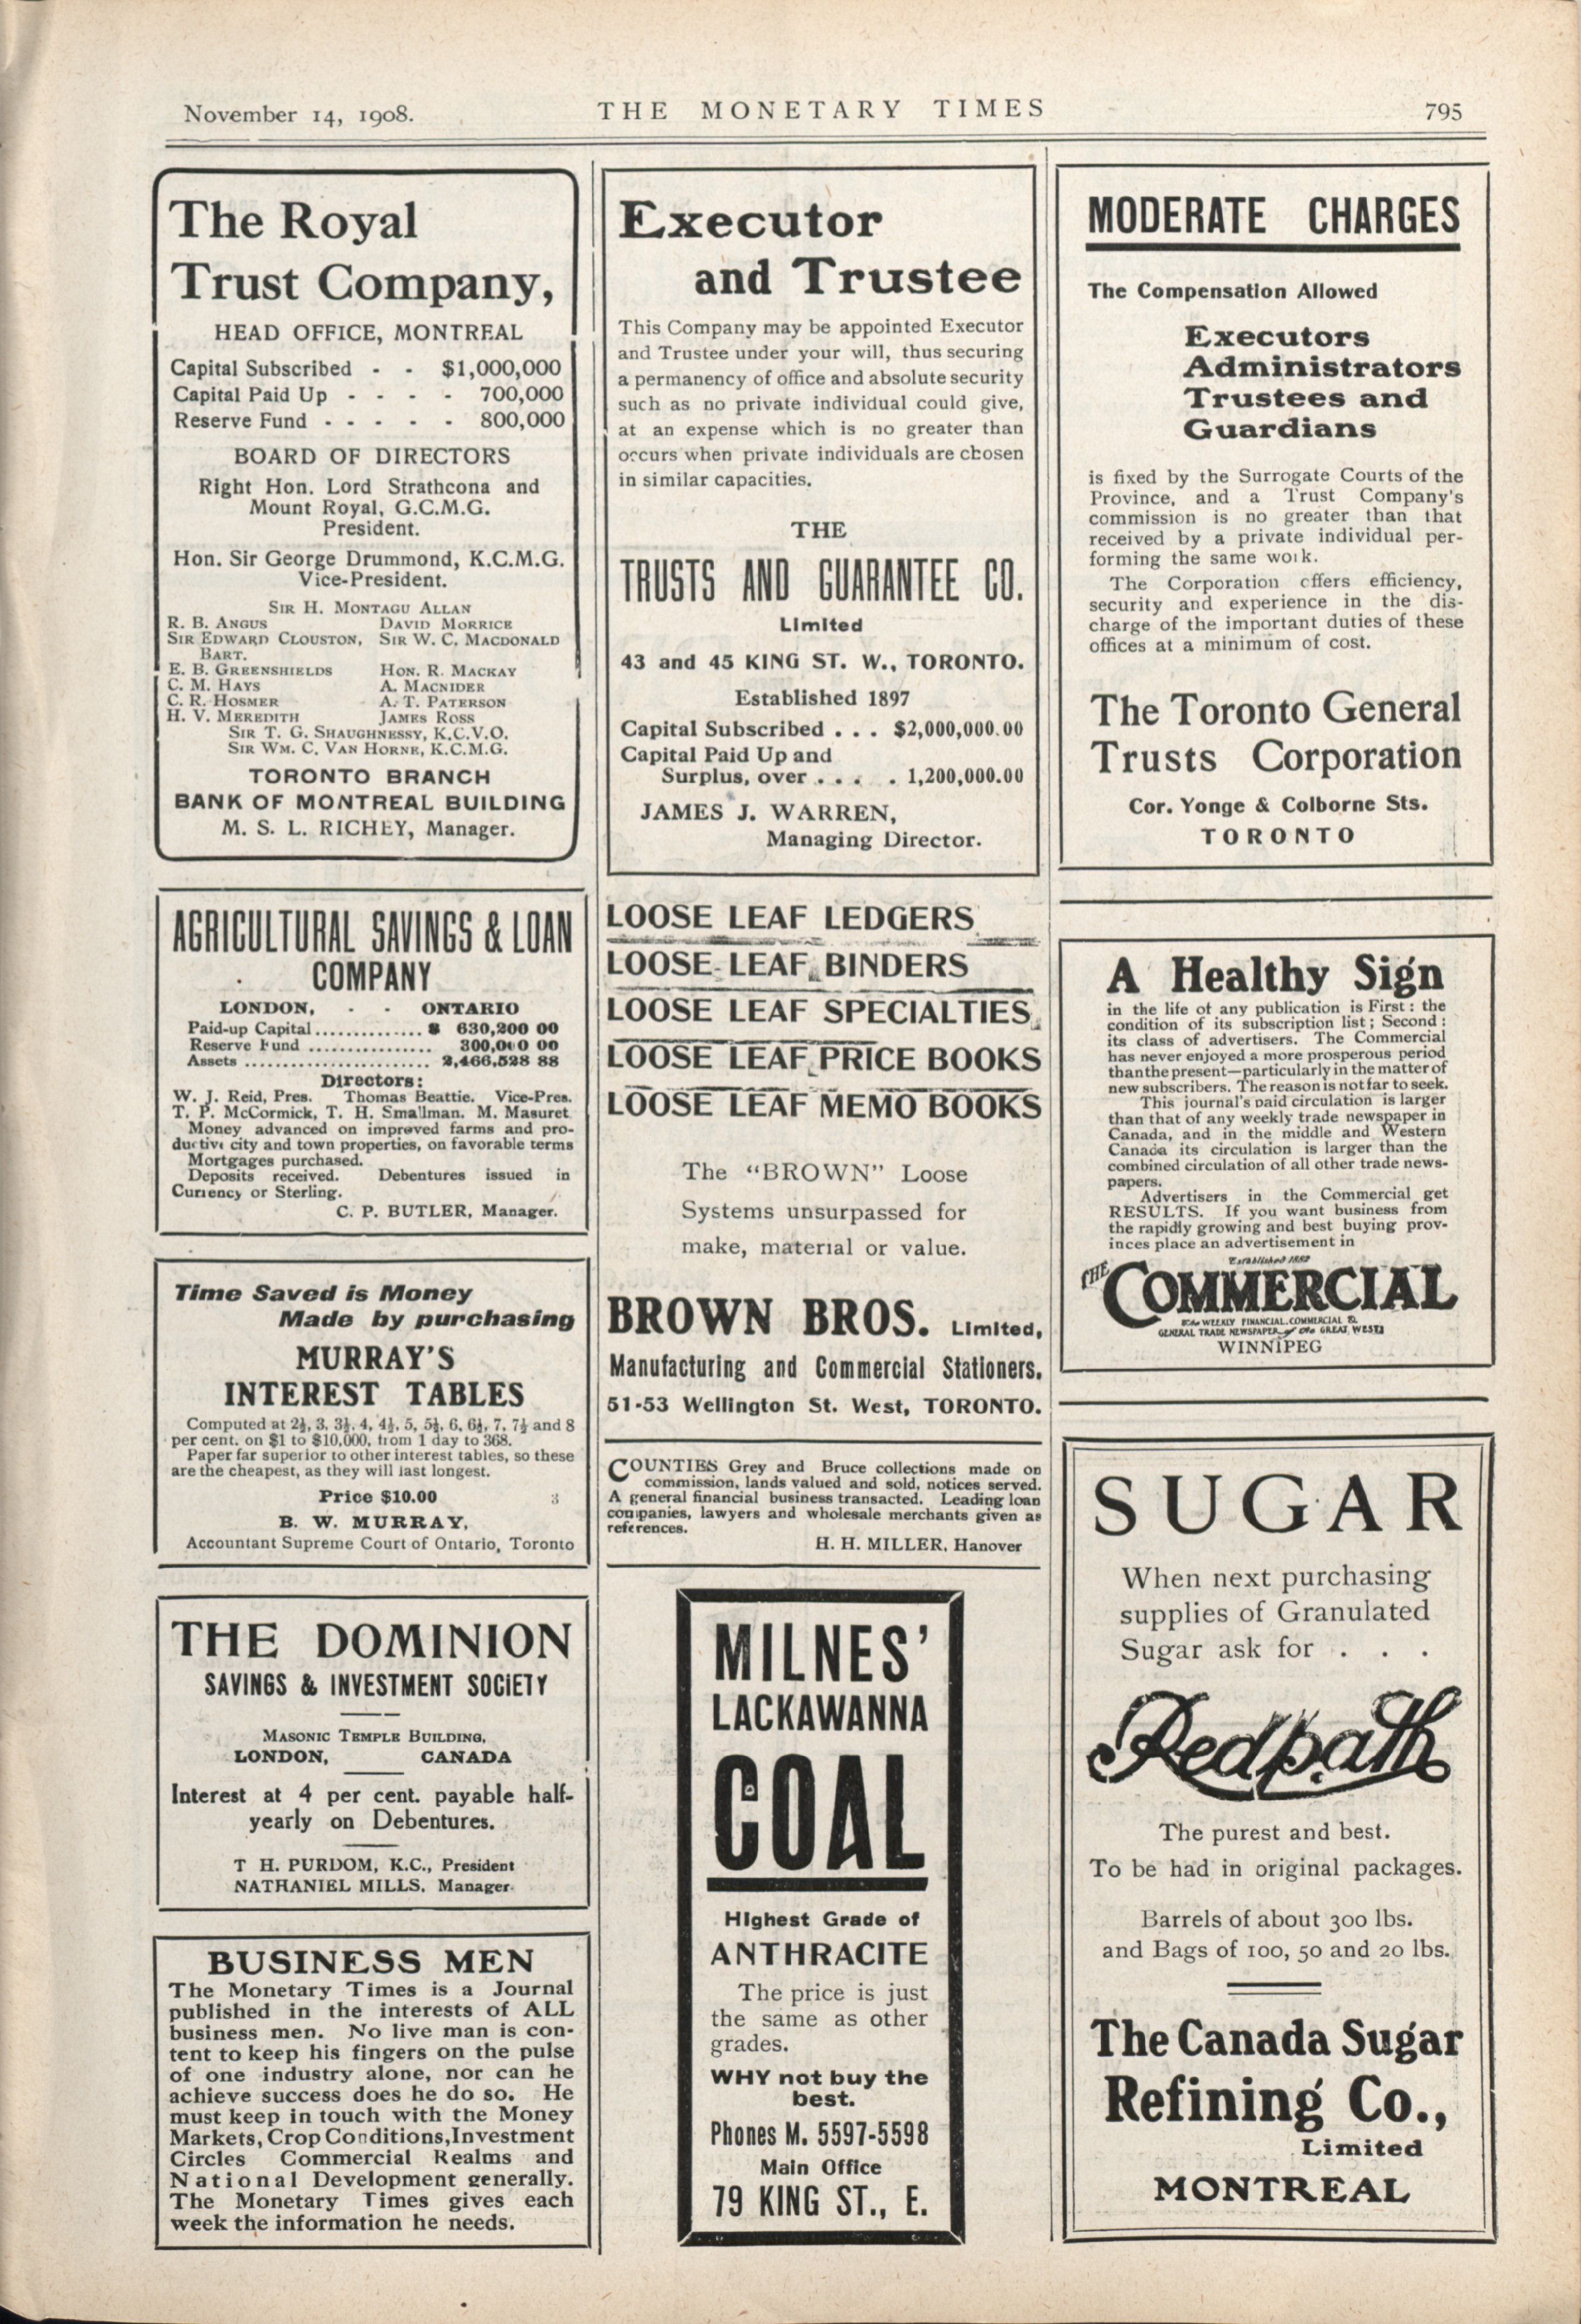 November 14, 1908.
THE MONETARY TIMES
795
The Royal
Trust Company,
HEAD OFFICE, MONTREAL
Capital Subscribed - - $1,000,000
Capital Paid Up - - - - 700,000
Reserve Fund - - - - - 800,000
BOARD OF DIRECTORS
Right Hon. Lord Strathcona and
Mount Royal, G.C.M.G.
President.
Hon. Sir George Drummond, K.C.M.G.
Vice-President.
SIR H. MONTAGU ALLAN
R. B. ANGUS DAVID MORRICE
SIR EDWARD CLOUSTON, SIR W. C. MACDONALD
BART.
E. B. GREENSHIELDS HON. R. MACKAY
C. M. HAYS A. MACNIDER
C. R. HOSMER A. T. PATERSON
H. V. MEREDITH JAMES ROSS
SIR T. G. SHAUGHNESSY, K.C.V.O.
SIR WM. C. VAN HORNE, K.C.M.G.
TORONTO BRANCH
BANK OF MONTREAL BUILDING
M. S. L. RICHEY, Manager.
AGRICULTURAL SAVINGS & LOAN
COMPANY
LONDON, - - ONTARIO
Paid-up Capital.............. $ 630,200 00
Reserve Fund ................ 300,000 00
Assets ........................ 2,466,528 88
Directors:
W. J. Reid, Pres. Thomas Beattie. Vice-Pres.
T. P. McCormick, T. H. Smallman. M. Masuret
Money advanced on improved farms and pro-
ductive city and town properties, on favorable terms
Mortgages purchased.
Deposits received. Debentures issued in
Currency or Sterling.
C. P. BUTLER, Manager.
Time Saved is Money
Made by purchasing
MURRAY'S
INTEREST TABLES
Computed at 2½, 3, 3½, 4, 4½, 5, 5½, 6, 6½, 7, 7½ and 8
per cent. on $1 to $10,000, from 1 day to 368.
Paper far superior to other interest tables, so these
are the cheapest, as they will last longest.
Price $10.00 3
B. W. MURRAY,
Accountant Supreme Court of Ontario, Toronto
THE DOMINION
SAVINGS & INVESTMENT SOCIETY
MASONIC TEMPLE BUILDING,
LONDON, CANADA
Interest at 4 per cent. payable half-
yearly on Debentures.
T H. PURDOM, K.C., President
NATHANIEL MILLS, Manager
BUSINESS MEN
The Monetary Times is a Journal
published in the interests of ALL
business men. No live man is con-
tent to keep his fingers on the pulse
of one industry alone, nor can he
achieve success does he do so. He
must keep in touch with the Money
Markets, Crop Conditions, Investment
Circles Commercial Realms and
National Development generally.
The Monetary Times gives each
week the information he needs.
Executor
and Trustee
This Company may be appointed Executor
and Trustee under your will, thus securing
a permanency of office and absolute security
such as no private individual could give,
at an expense which is no greater than
occurs when private individuals are chosen
in similar capacities.
THE
TRUSTS AND GUARANTEE CO.
Limited
43 and 45 KING ST. W., TORONTO.
Established 1897
Capital Subscribed . . . $2,000,000.00
Capital Paid Up and
Surplus, over . . . . 1,200,000.00
JAMES J. WARREN,
Managing Director.
LOOSE LEAF LEDGERS
LOOSE LEAF BINDERS
LOOSE LEAF SPECIALTIES
LOOSE LEAF PRICE BOOKS
LOOSE LEAF MEMO BOOKS
The "BROWN" Loose
Systems unsurpassed for
make, material or value.
BROWN BROS. Limited,
Manufacturing and Commercial Stationers.
51-53 Wellington St. West, TORONTO.
COUNTIES Grey and Bruce collections made on
commission, lands valued and sold, notices served.
A general financial business transacted. Leading loan
companies, lawyers and wholesale merchants given as
references.
H. H. MILLER, Hanover
MILNES'
LACKAWANNA
COAL
Highest Grade of
ANTHRACITE
The price is just
the same as other
grades.
WHY not buy the
best.
Phones M. 5597-5598
Main Office
79 KING ST., E.
MODERATE CHARGES
The Compensation Allowed
Executors
Administrators
Trustees and
Guardians
is fixed by the Surrogate Courts of the
Province, and a Trust Company's
commission is no greater than that
received by a private individual per-
forming the same work.
The Corporation offers efficiency,
security and experience in the dis-
charge of the important duties of these
offices at a minimum of cost.
The Toronto General
Trusts Corporation
Cor. Yonge & Colborne Sts.
TORONTO
A Healthy Sign
in the life of any publication is First: the
condition of its subscription list; Second:
its class of advertisers. The Commercial
has never enjoyed a more prosperous period
than the present—particularly in the matter of
new subscribers. The reason is not far to seek.
This journal's paid circulation is larger
than that of any weekly trade newspaper in
Canada, and in the middle and Western
Canada its circulation is larger than the
combined circulation of all other trade news-
papers.
Advertisers in the Commercial get
RESULTS. If you want business from
the rapidly growing and best buying prov-
inces place an advertisement in
Established 1882
THE COMMERCIAL
The WEEKLY FINANCIAL, COMMERCIAL &
GENERAL TRADE NEWSPAPER of the GREAT WEST
WINNIPEG
SUGAR
When next purchasing
supplies of Granulated
Sugar ask for . . .
Redpath
The purest and best.
To be had in original packages.
Barrels of about 300 lbs.
and Bags of 100, 50 and 20 lbs.
The Canada Sugar
Refining Co.,
Limited
MONTREAL